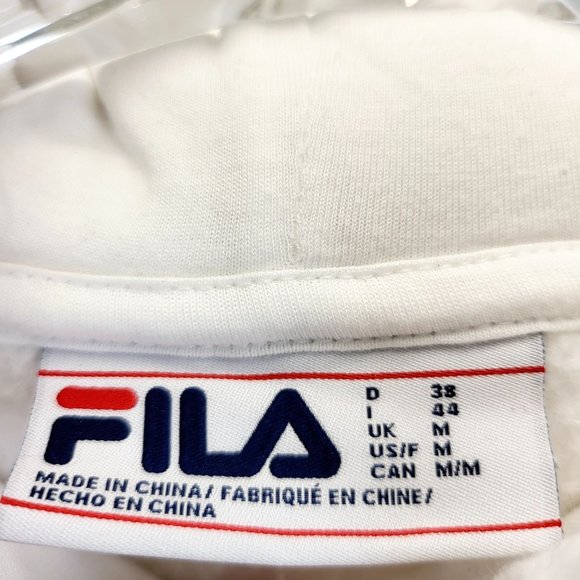 FILA
D 38
I 44
UK M
US/F M
CAN M/M
MADE IN CHINA/ FABRIQUÉ EN CHINE/
HECHO EN CHINA